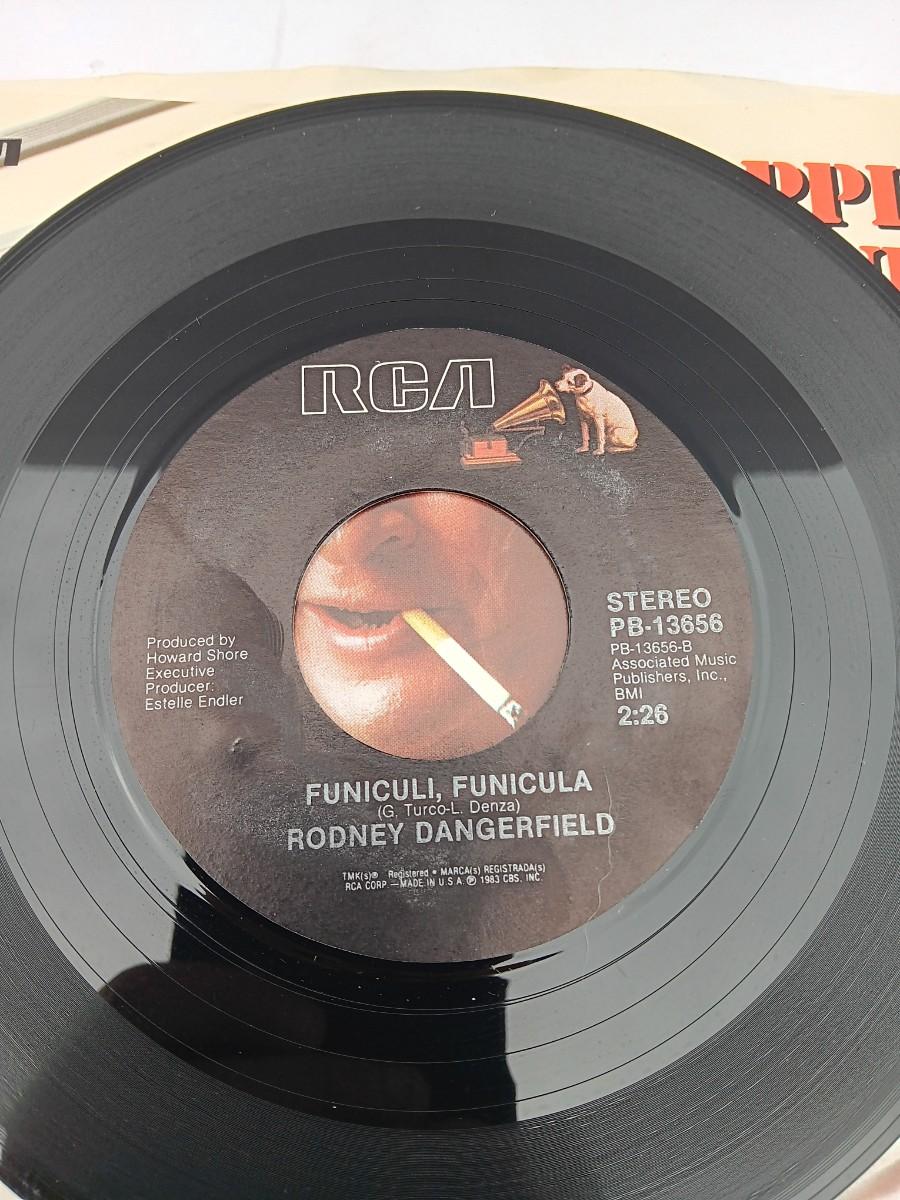 RCA
Produced by
Howard Shore
Executive
Producer:
Estelle Endler
STEREO
PB-13656
PB-13656-B
Associated Music
Publishers, Inc.,
BMI
2:26
FUNICULI, FUNICULA
(G. Turco-L. Denza)
RODNEY DANGERFIELD
TMK(s)® Registered • MARCA(s) REGISTRADA(s)
RCA CORP.—MADE IN U.S.A. ℗ 1983 CBS. INC.